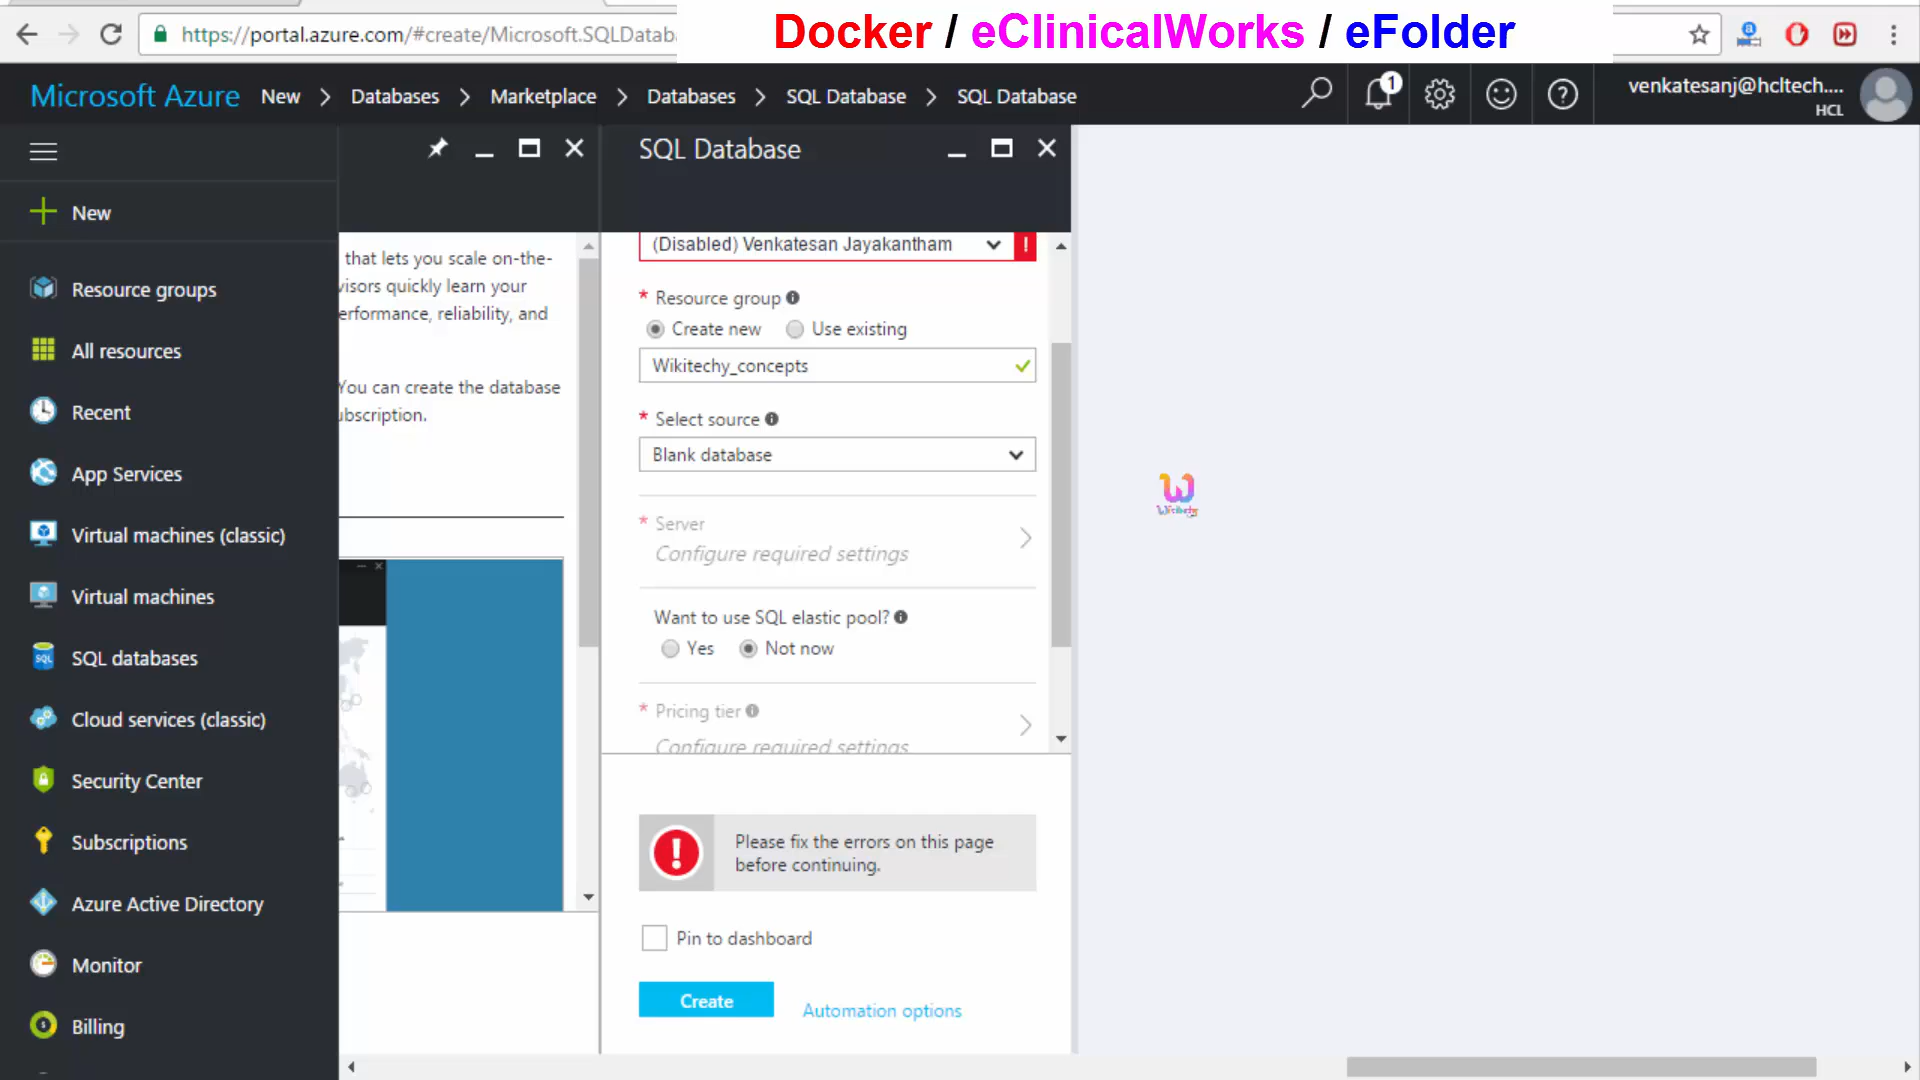 https://portal.azure.com/#create/Microsoft.SQLDatab
Docker / eClinicalWorks / eFolder
Microsoft Azure New > Databases > Marketplace > Databases > SQL Database > SQL Database
1
venkatesanj@hcltech....
HCL
New
Resource groups
All resources
Recent
App Services
Virtual machines (classic)
Virtual machines
SQL databases
Cloud services (classic)
Security Center
Subscriptions
Azure Active Directory
Monitor
Billing
that lets you scale on-the-
visors quickly learn your
erformance, reliability, and
You can create the database
ubscription.
SQL Database
(Disabled) Venkatesan Jayakantham
* Resource group
Create new Use existing
Wikitechy_concepts
* Select source
Blank database
* Server
Configure required settings
Want to use SQL elastic pool?
Yes Not now
* Pricing tier
Configure required settings
Please fix the errors on this page
before continuing.
Pin to dashboard
Create
Automation options
Wikitechy